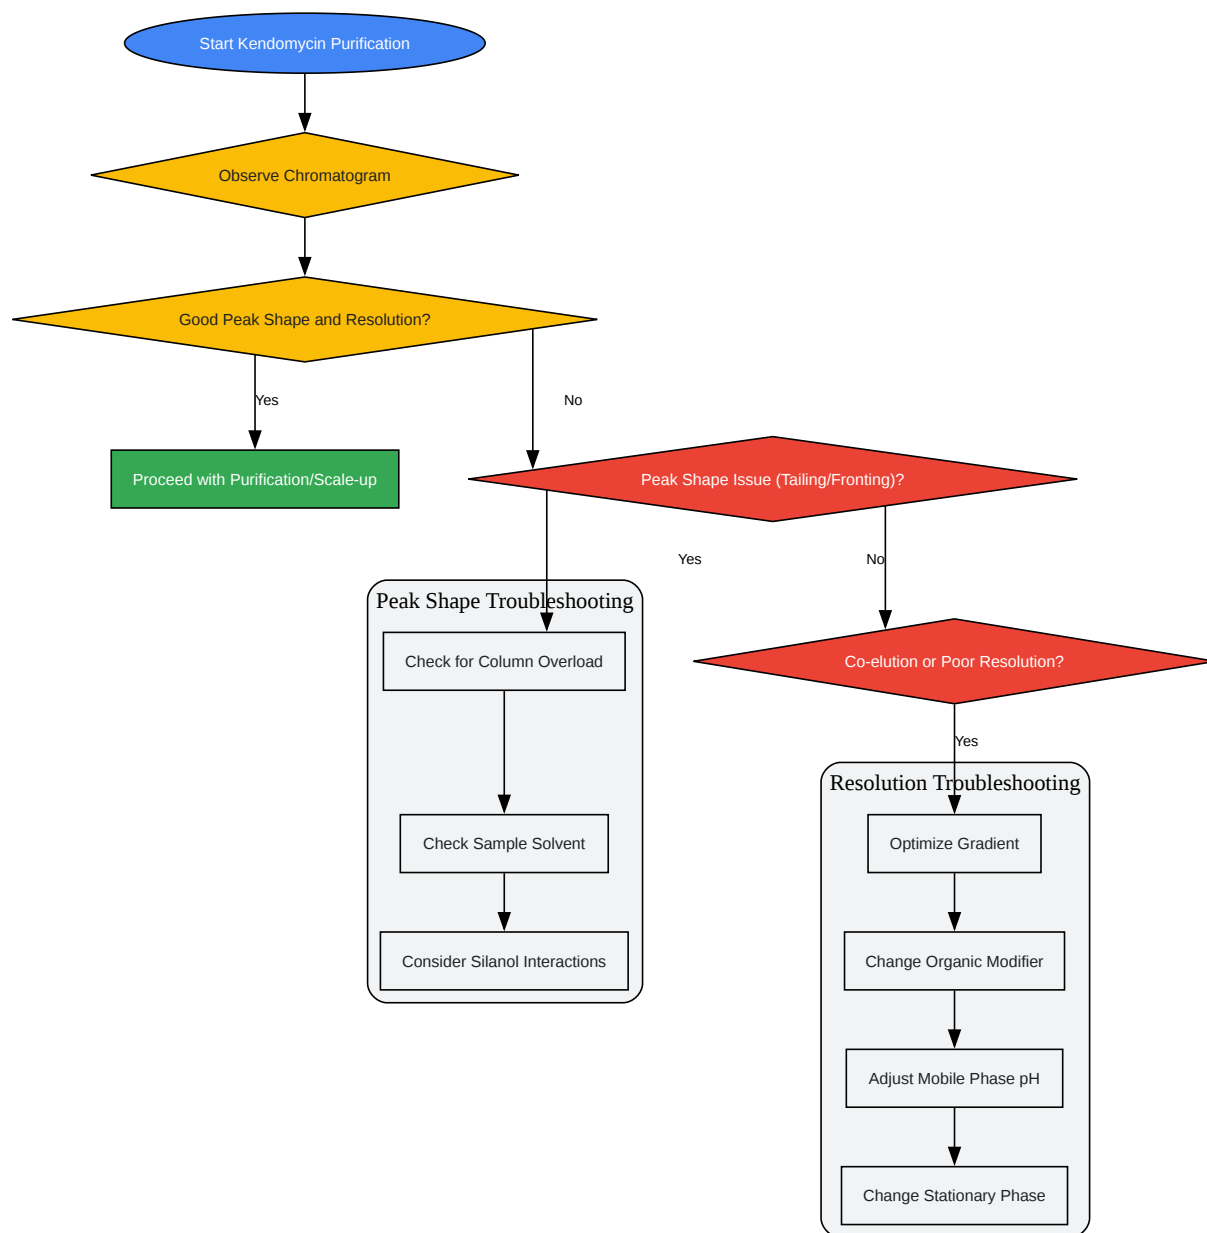 Start Kendomycin Purification
Observe Chromatogram
Good Peak Shape and Resolution?
Yes
No
Proceed with Purification/Scale-up
Peak Shape Issue (Tailing/Fronting)?
Yes
No
Peak Shape Troubleshooting
Check for Column Overload
Co-elution or Poor Resolution?
Yes
Resolution Troubleshooting
Check Sample Solvent
Optimize Gradient
Consider Silanol Interactions
Change Organic Modifier
Adjust Mobile Phase pH
Change Stationary Phase